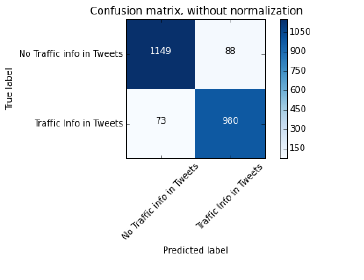 Confusion matrix, without normalization
True label
No Traffic info in Tweets
Traffic Info in Tweets
1149
88
73
980
1050
900
750
600
450
300
150
No Traffic info in Tweets
Traffic Info in Tweets
Predicted label